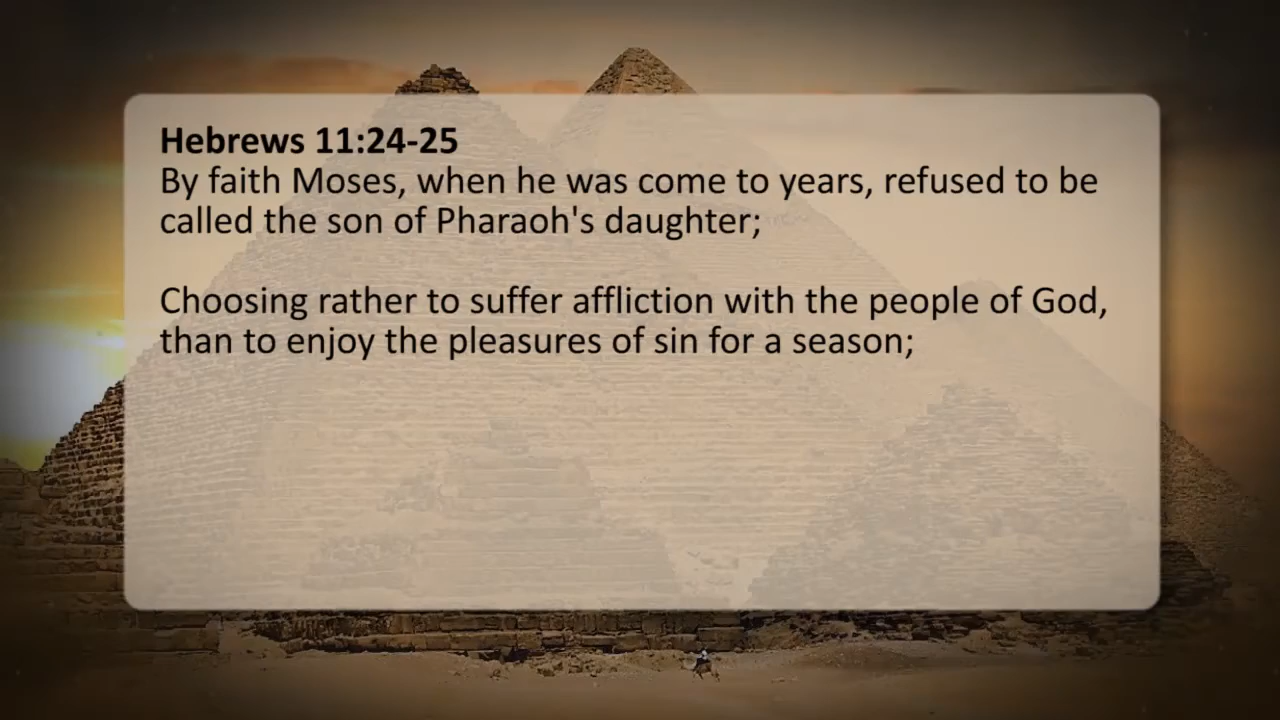 Hebrews 11:24-25
By faith Moses, when he was come to years, refused to be
called the son of Pharaoh's daughter;
Choosing rather to suffer affliction with the people of God,
than to enjoy the pleasures of sin for a season;